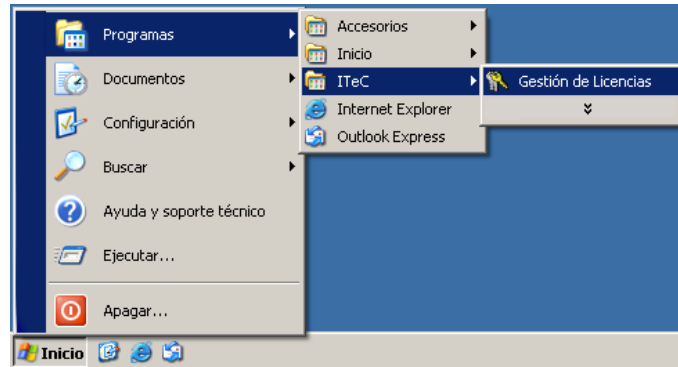 Programas
Documentos
Configuración
Buscar
Ayuda y soporte técnico
Ejecutar...
Apagar...
Accesorios
Inicio
ITeC
Internet Explorer
Outlook Express
Gestión de Licencias
Inicio